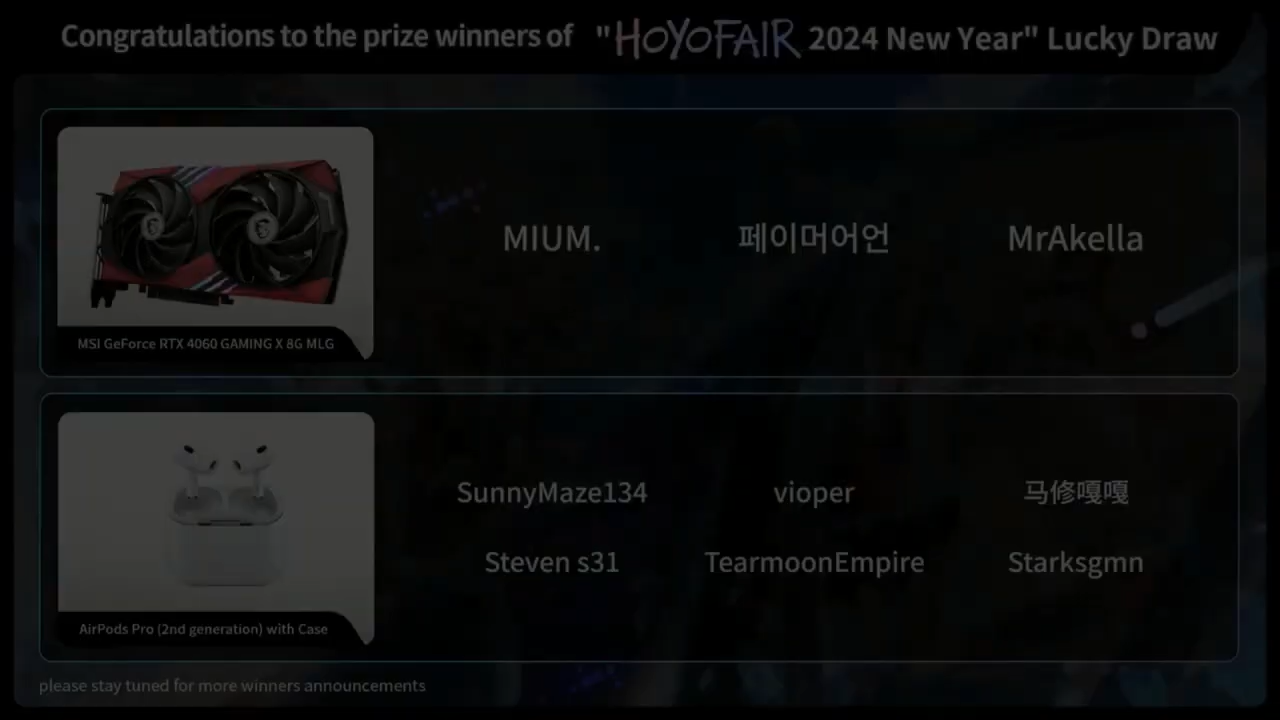 Congratulations to the prize winners of "HOYOFAIR 2024 New Year" Lucky Draw
MIUM. 페이머어언 MrAkella
MSI GeForce RTX 4060 GAMING X 8G MLG
SunnyMaze134 vioper 马修嘎嘎
Steven s31 TearmoonEmpire Starksgmn
AirPods Pro (2nd generation) with Case
please stay tuned for more winners announcements